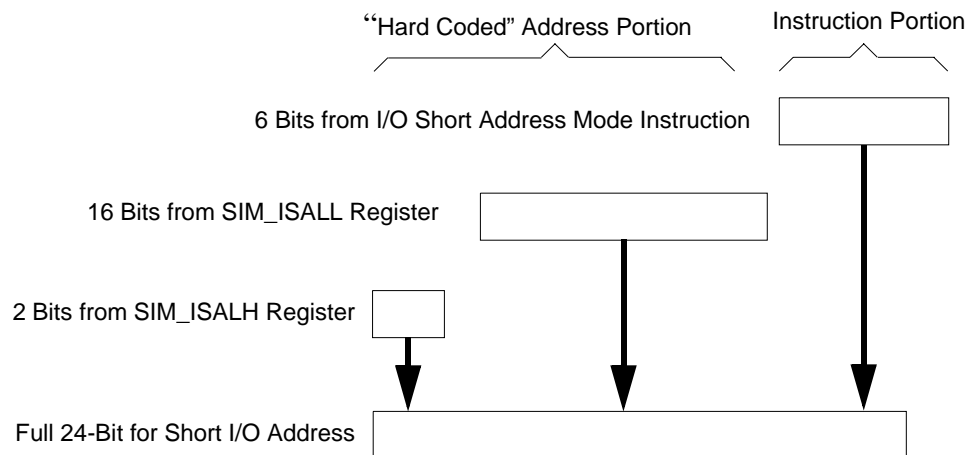 “Hard Coded” Address Portion
Instruction Portion
6 Bits from I/O Short Address Mode Instruction
16 Bits from SIM_ISALL Register
2 Bits from SIM_ISALH Register
Full 24-Bit for Short I/O Address